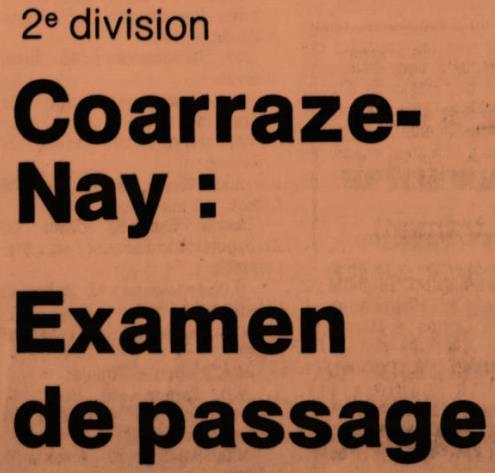 2e division
Coarraze-
Nay :
Examen
de passage